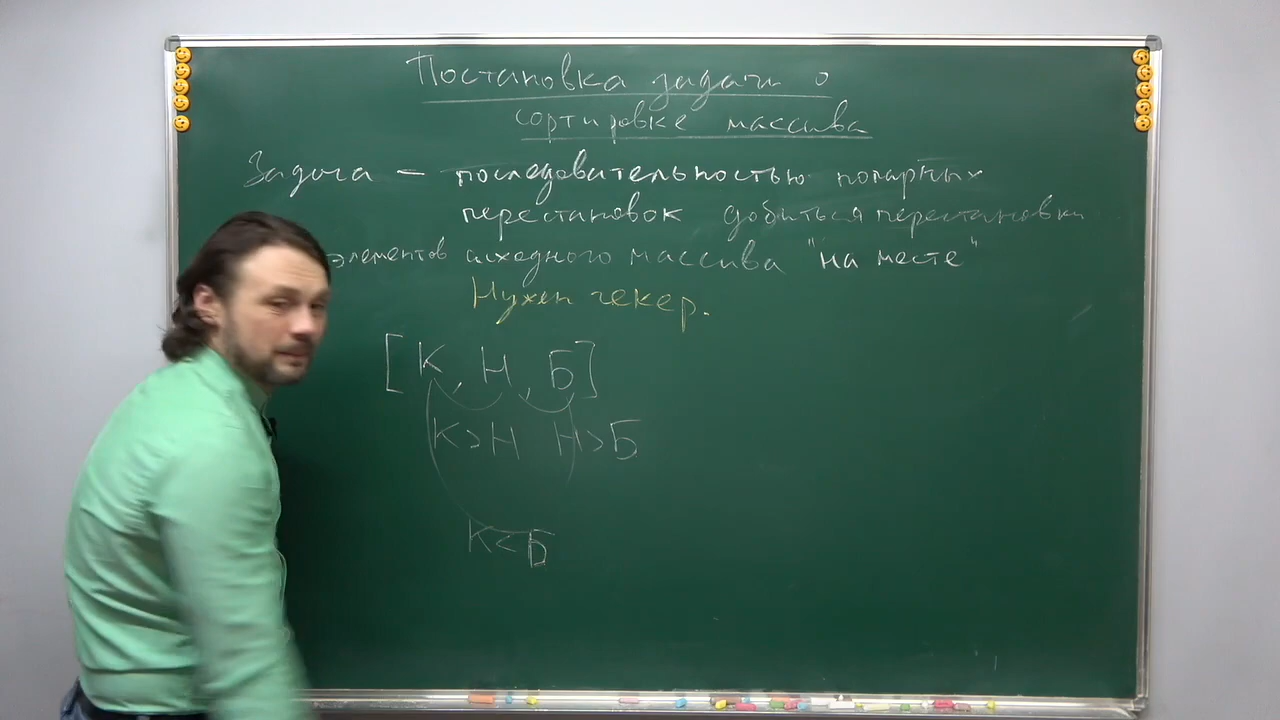 Постановка задачи о
сортировке массива
Задача — последовательностью попарных
перестановок добиться перестановки
элементов исходного массива "на месте"
Нужен чекер.
[К, Н, Б]
К>Н Н>Б
К<Б